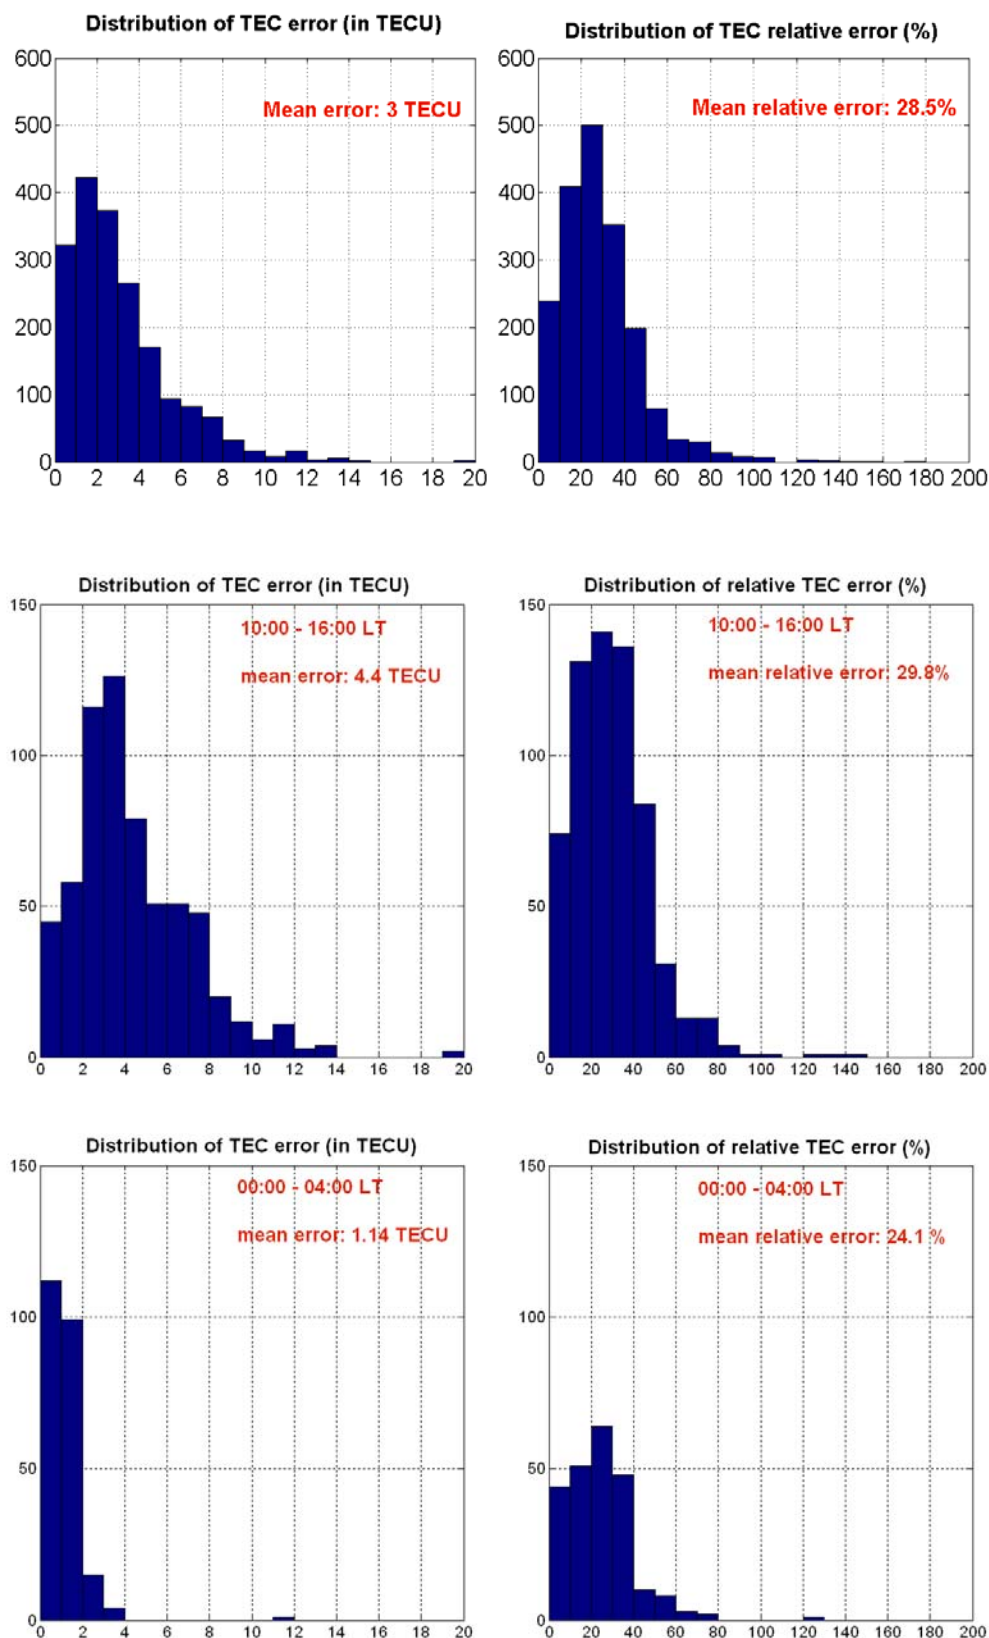 Distribution of TEC error (in TECU)
Mean error: 3 TECU
600
500
400
300
200
100
0
0 2 4 6 8 10 12 14 16 18 20
Distribution of TEC relative error (%)
Mean relative error: 28.5%
600
500
400
300
200
100
0
0 20 40 60 80 100 120 140 160 180 200
Distribution of TEC error (in TECU)
10:00 - 16:00 LT
mean error: 4.4 TECU
150
100
50
0
0 2 4 6 8 10 12 14 16 18 20
Distribution of relative TEC error (%)
10:00 - 16:00 LT
mean relative error: 29.8%
150
100
50
0
0 20 40 60 80 100 120 140 160 180 200
Distribution of TEC error (in TECU)
00:00 - 04:00 LT
mean error: 1.14 TECU
150
100
50
0
0 2 4 6 8 10 12 14 16 18 20
Distribution of relative TEC error (%)
00:00 - 04:00 LT
mean relative error: 24.1 %
150
100
50
0
0 20 40 60 80 100 120 140 160 180 200